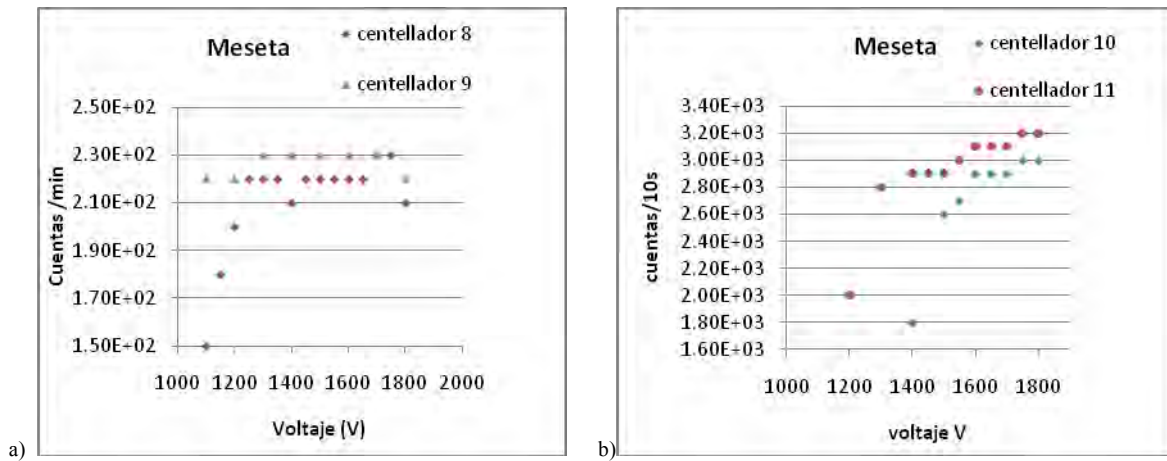 Meseta
centellador 8
centellador 9
2.50E+02
2.30E+02
2.10E+02
1.90E+02
1.70E+02
1.50E+02
Cuentas /min
1000 1200 1400 1600 1800 2000
Voltaje (V)
a)
Meseta
centellador 10
centellador 11
3.40E+03
3.20E+03
3.00E+03
2.80E+03
2.60E+03
2.40E+03
2.20E+03
2.00E+03
1.80E+03
1.60E+03
cuentas/10s
1000 1200 1400 1600 1800
voltaje V
b)